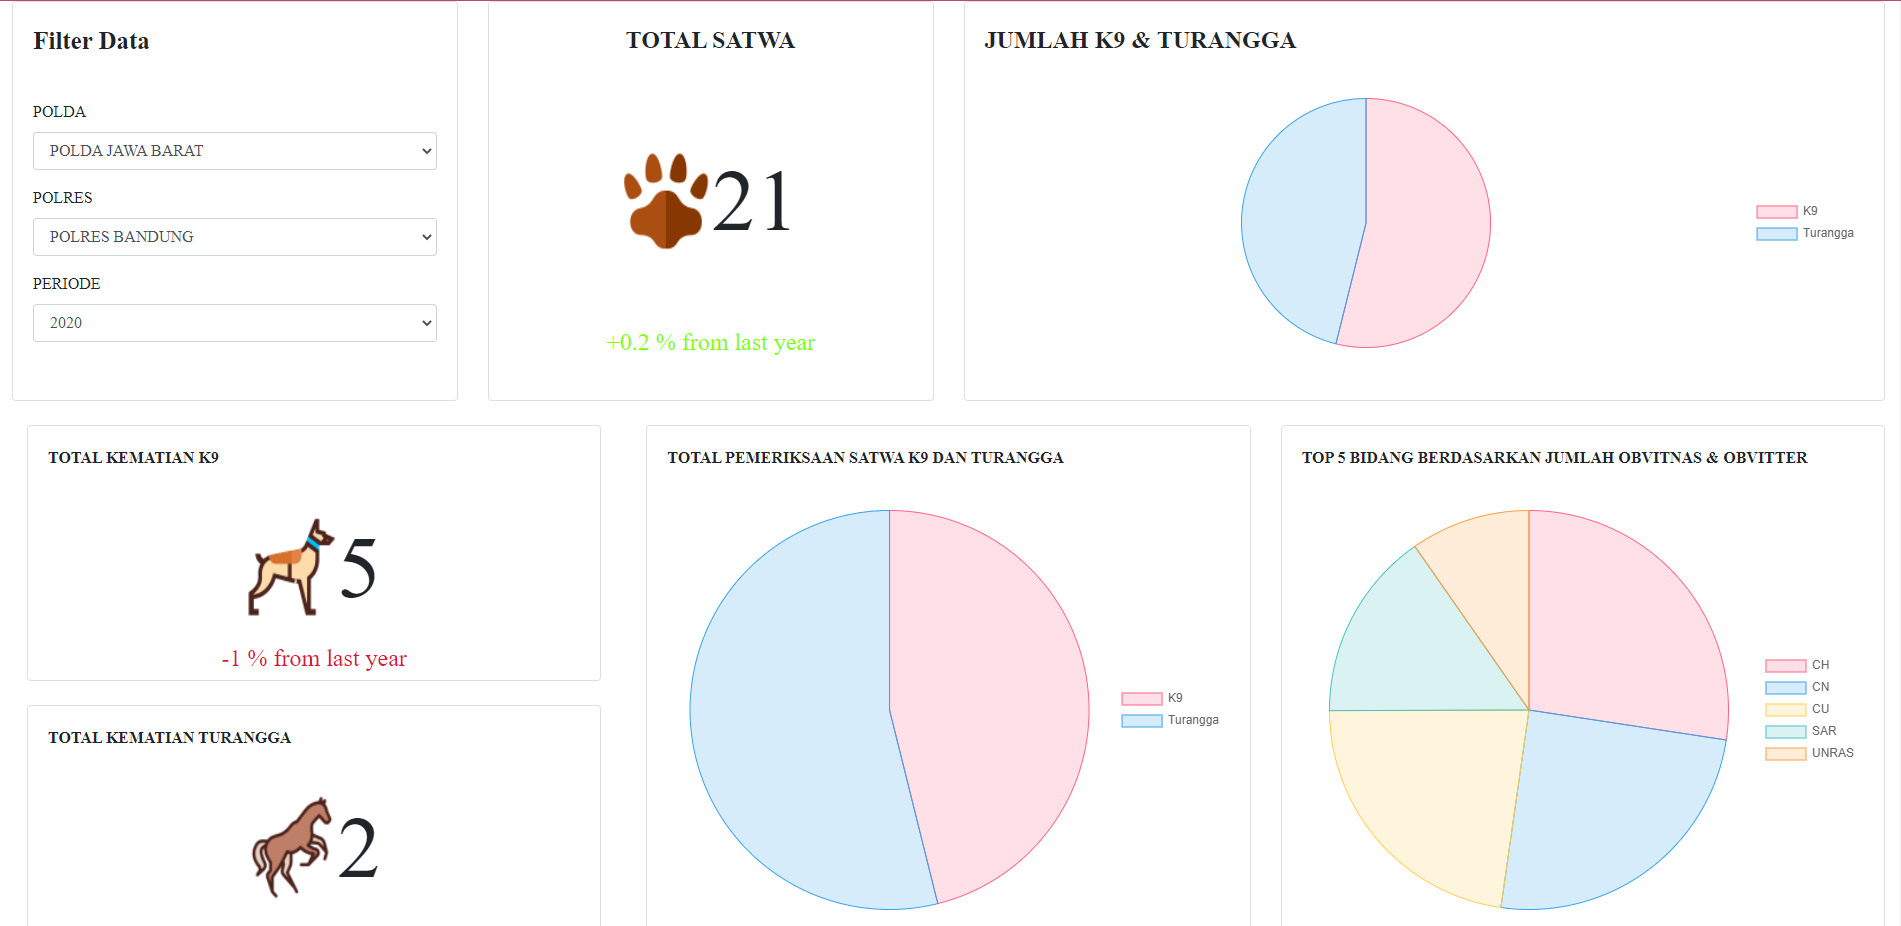 Filter Data
POLDA
POLDA JAWA BARAT
POLRES
POLRES BANDUNG
PERIODE
2020
TOTAL SATWA
21
+0.2 % from last year
JUMLAH K9 & TURANGGA
K9
Turangga
TOTAL KEMATIAN K9
5
-1 % from last year
TOTAL KEMATIAN TURANGGA
2
TOTAL PEMERIKSAAN SATWA K9 DAN TURANGGA
K9
Turangga
TOP 5 BIDANG BERDASARKAN JUMLAH OBVITNAS & OBVITTER
CH
CN
CU
SAR
UNRAS